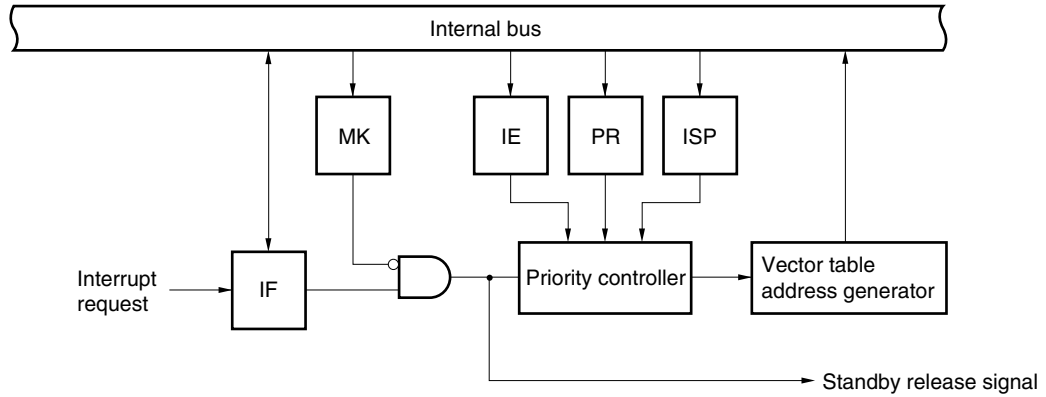 Internal bus
MK
IE
PR
ISP
Interrupt
request
IF
Priority controller
Vector table
address generator
Standby release signal